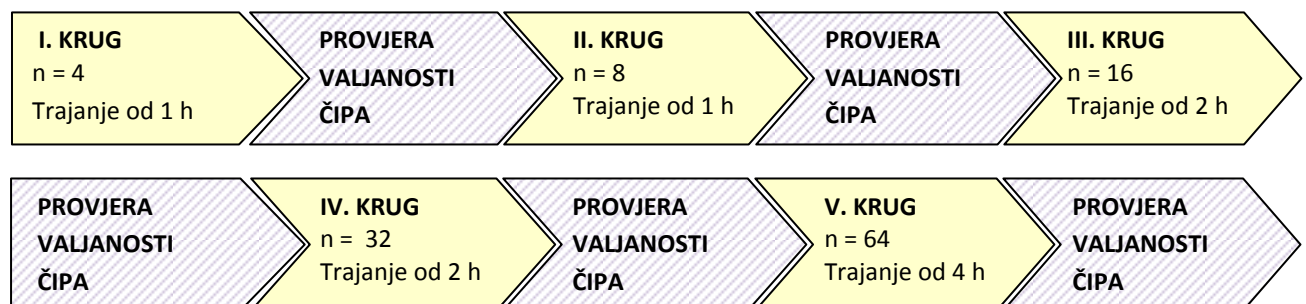 I. KRUG
n = 4
Trajanje od 1 h
PROVJERA
VALJANOSTI
ČIPA
II. KRUG
n = 8
Trajanje od 1 h
PROVJERA
VALJANOSTI
ČIPA
III. KRUG
n = 16
Trajanje od 2 h
PROVJERA
VALJANOSTI
ČIPA
IV. KRUG
n = 32
Trajanje od 2 h
PROVJERA
VALJANOSTI
ČIPA
V. KRUG
n = 64
Trajanje od 4 h
PROVJERA
VALJANOSTI
ČIPA